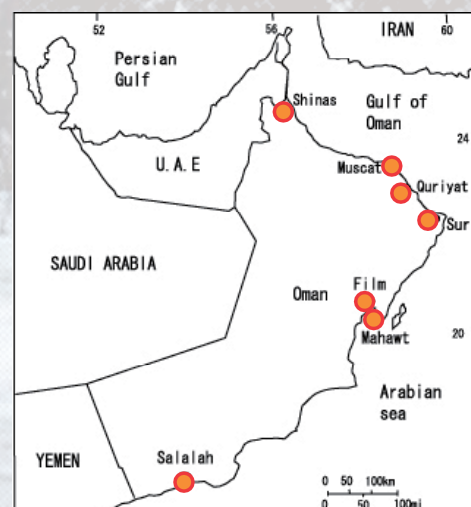 52
56
60
IRAN
Persian
Gulf
Shinas
Gulf of
Oman
24
U.A.E
Muscat
Quriyat
Sur
SAUDI ARABIA
Film
Oman
20
Mahawt
Arabian
sea
YEMEN
Salalah
0 50 100km
0 50 100mi